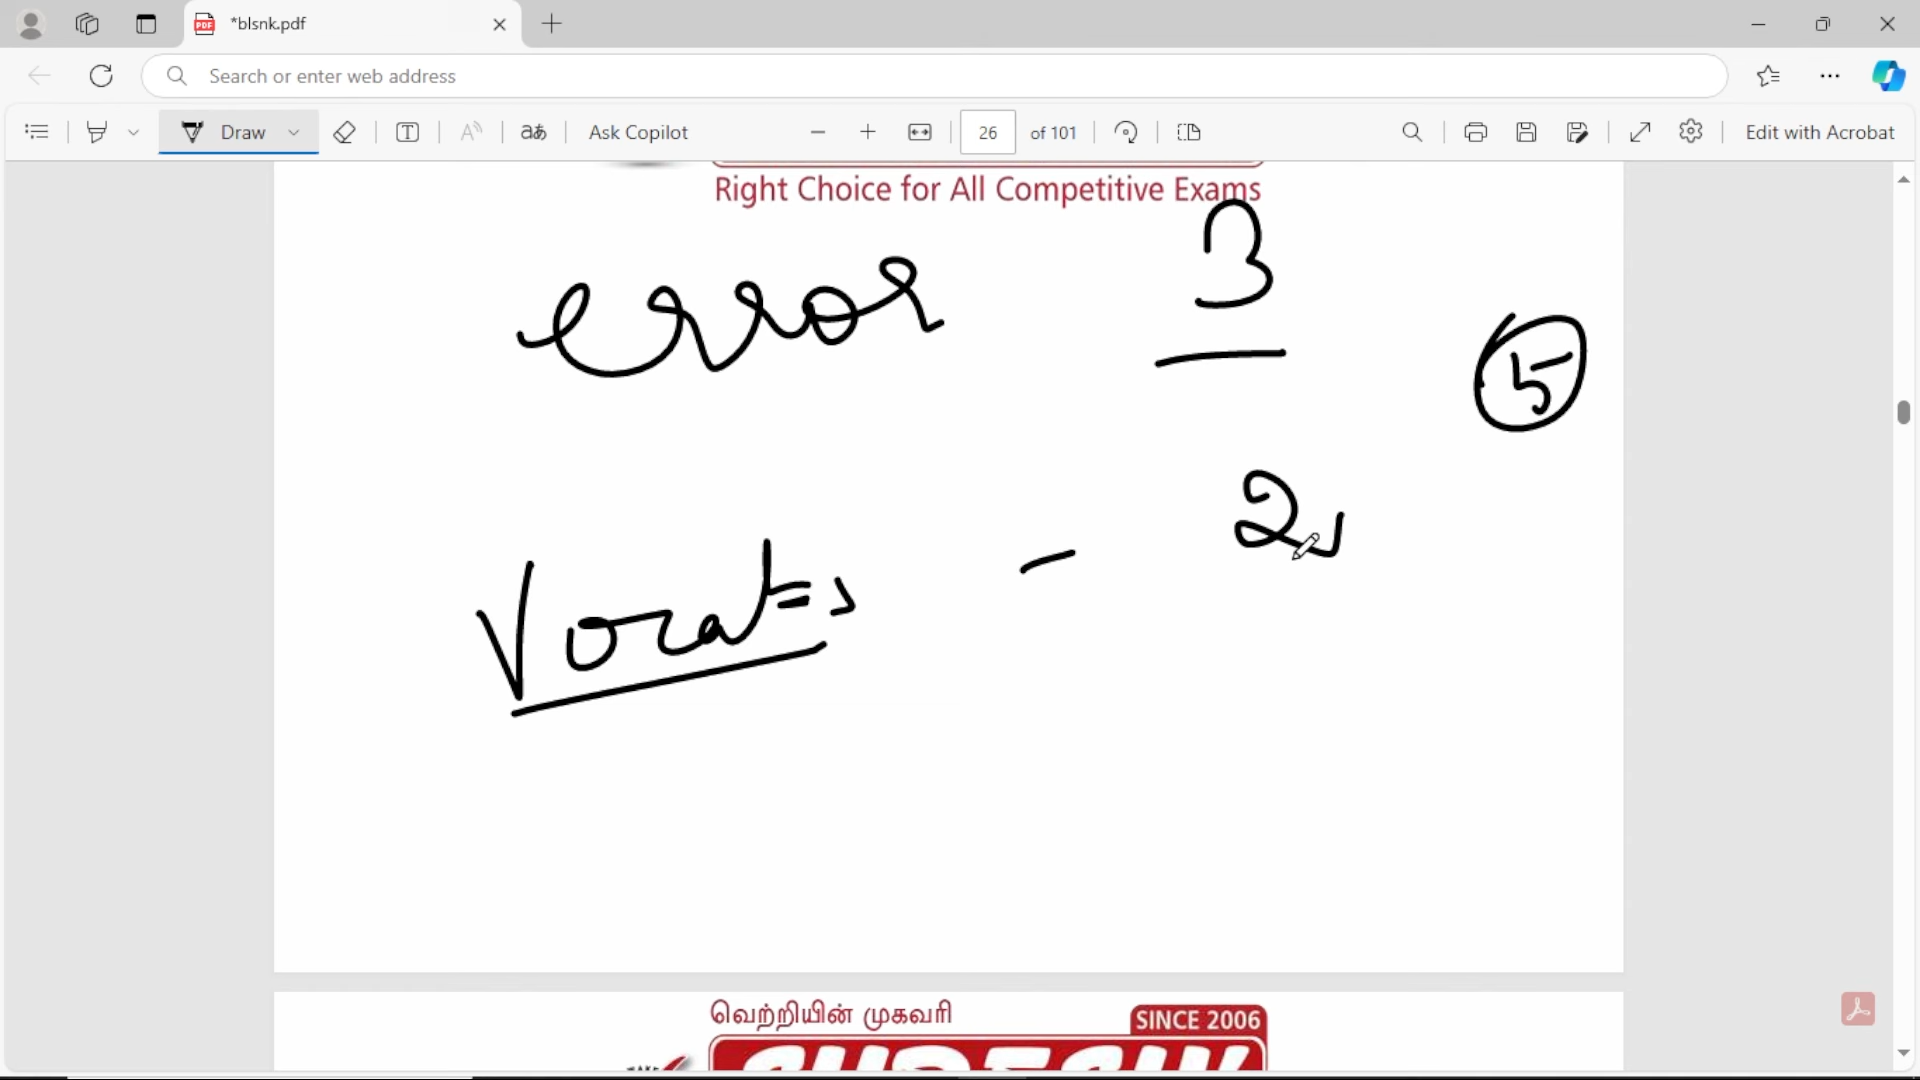 *blsnk.pdf
Search or enter web address
Draw
Ask Copilot
26 of 101
Edit with Acrobat
Right Choice for All Competitive Exams
error 3
5
2
வெற்றியின் முகவரி
SINCE 2006